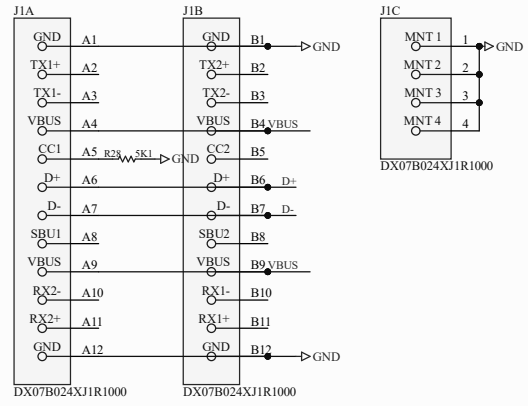 J1A J1B J1C
GND A1 GND B1 GND MNT 1 1 GND
TX1+ A2 TX2+ B2 MNT 2 2
TX1- A3 TX2- B3 MNT 3 3
VBUS A4 VBUS B4 VBUS MNT 4 4
CC1 A5 R28 5K1 GND CC2 B5 DX07B024XJ1R1000
D+ A6 D+ B6 D+
D- A7 D- B7 D-
SBU1 A8 SBU2 B8
VBUS A9 VBUS B9 VBUS
RX2- A10 RX1- B10
RX2+ A11 RX1+ B11
GND A12 GND B12 GND
DX07B024XJ1R1000 DX07B024XJ1R1000